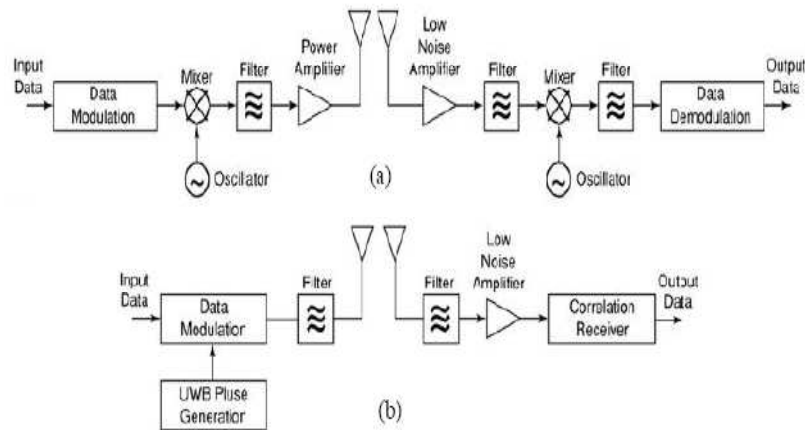 Input
Data
Data
Modulation
Mixer
Oscillator
Filter
Power
Amplifier
Low
Noise
Amplifier
Filter
Mixer
Oscillator
Filter
Data
Demodulation
Output
Data
(a)
Input
Data
Data
Modulation
UWB Pluse
Generation
Filter
Filter
Low
Noise
Amplifier
Correlation
Receiver
Output
Data
(b)